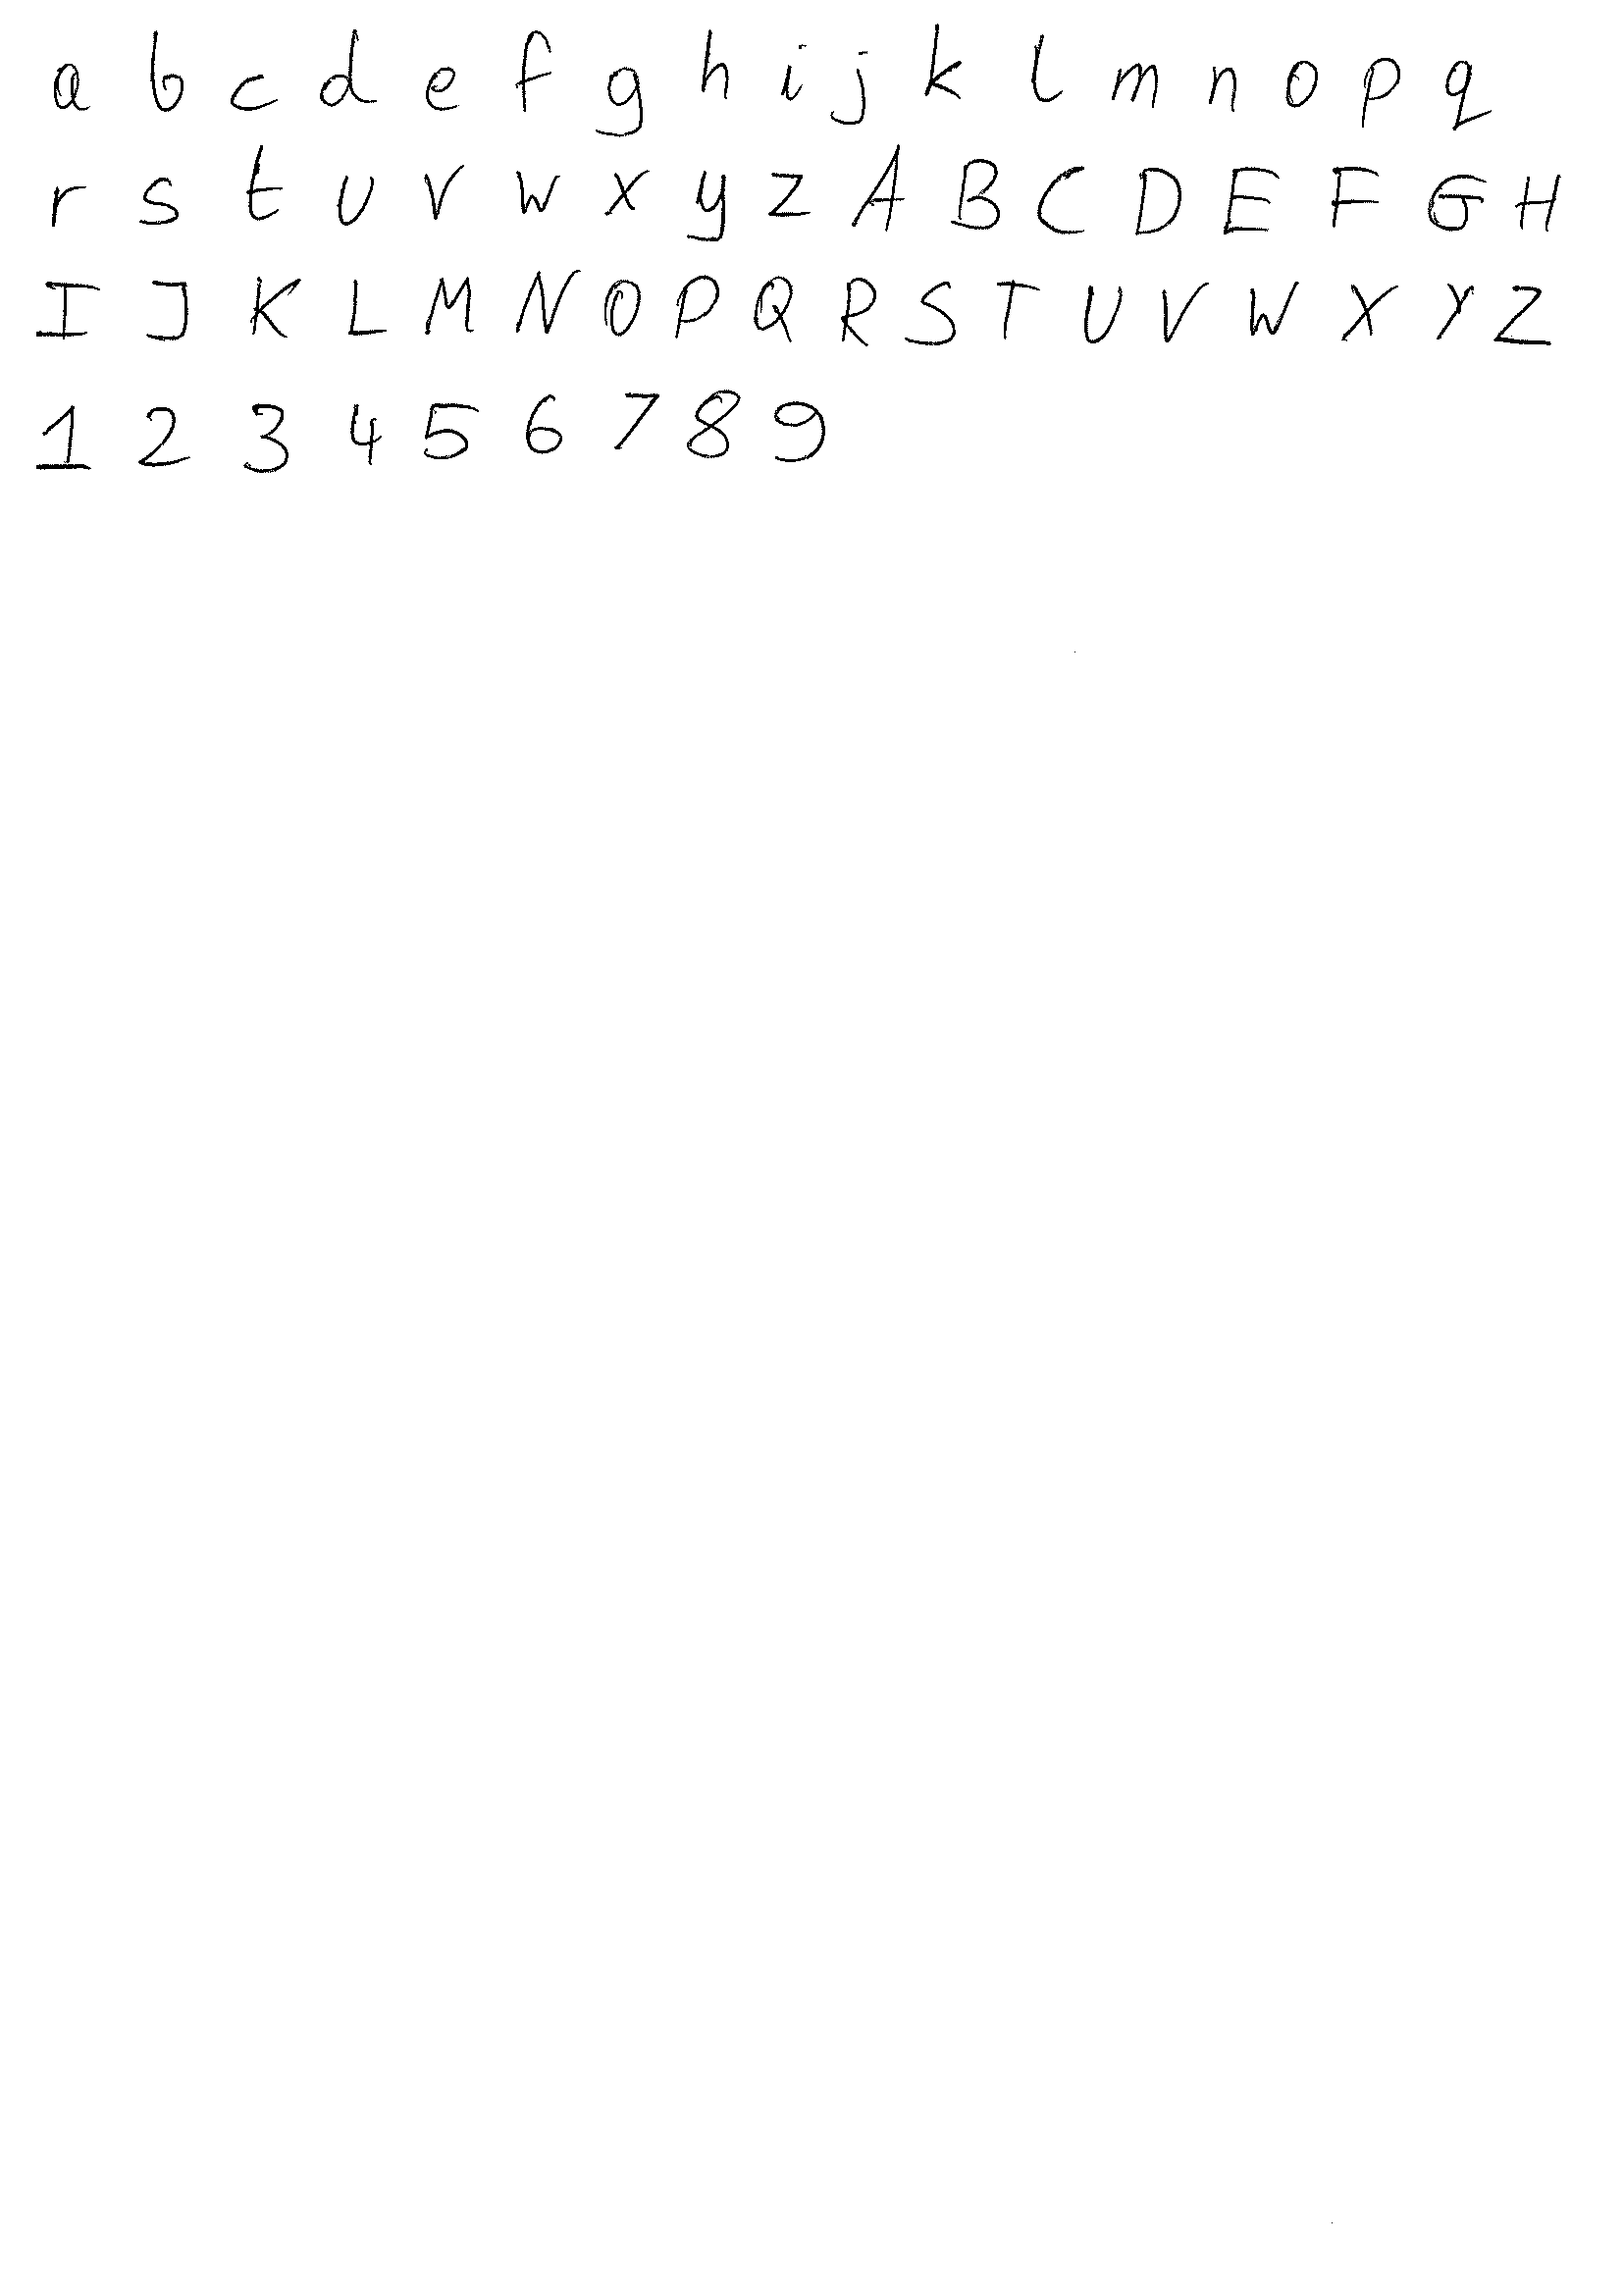 a b c d e f g h i j k l m n o p q
r s t u v w x y z A B C D E F G H
I J K L M N O P Q R S T U V W X Y Z
1 2 3 4 5 6 7 8 9